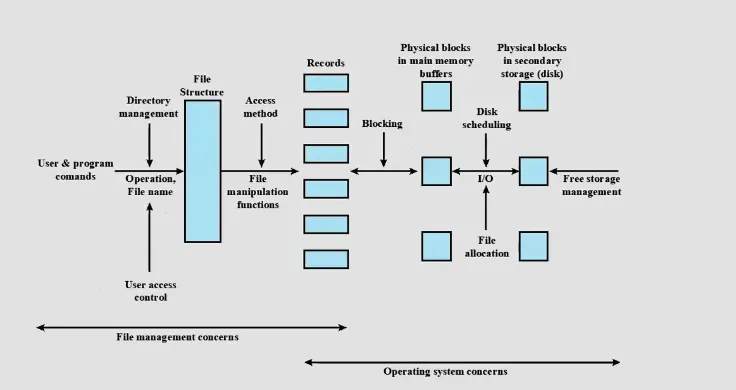 Physical blocks
in main memory
buffers
Physical blocks
in secondary
storage (disk)
Records
File
Structure
Directory
management
Access
method
Blocking
Disk
scheduling
User & program
comands
Operation,
File name
File
manipulation
functions
I/O
Free storage
management
File
allocation
User access
control
File management concerns
Operating system concerns